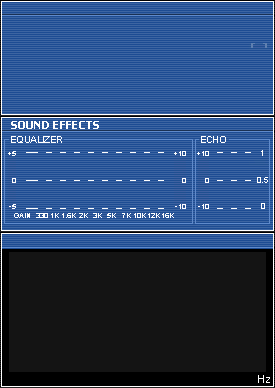 SOUND EFFECTS
EQUALIZER ECHO
+5 +10 +10 1
0 0 0 0.5
-5 -10 -10 0
GAIN 330 1K 1.6K 2K 3K 5K 7K 10K 12K 16K
Hz